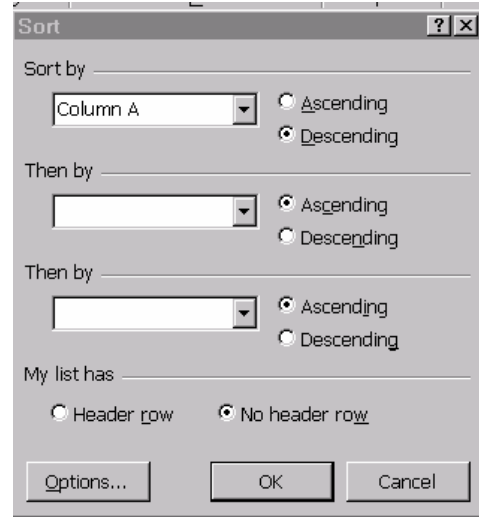 Sort ? ×
Sort by
Column A
Ascending
Descending
Then by
Ascending
Descending
Then by
Ascending
Descending
My list has
Header row
No header row
Options...
OK
Cancel